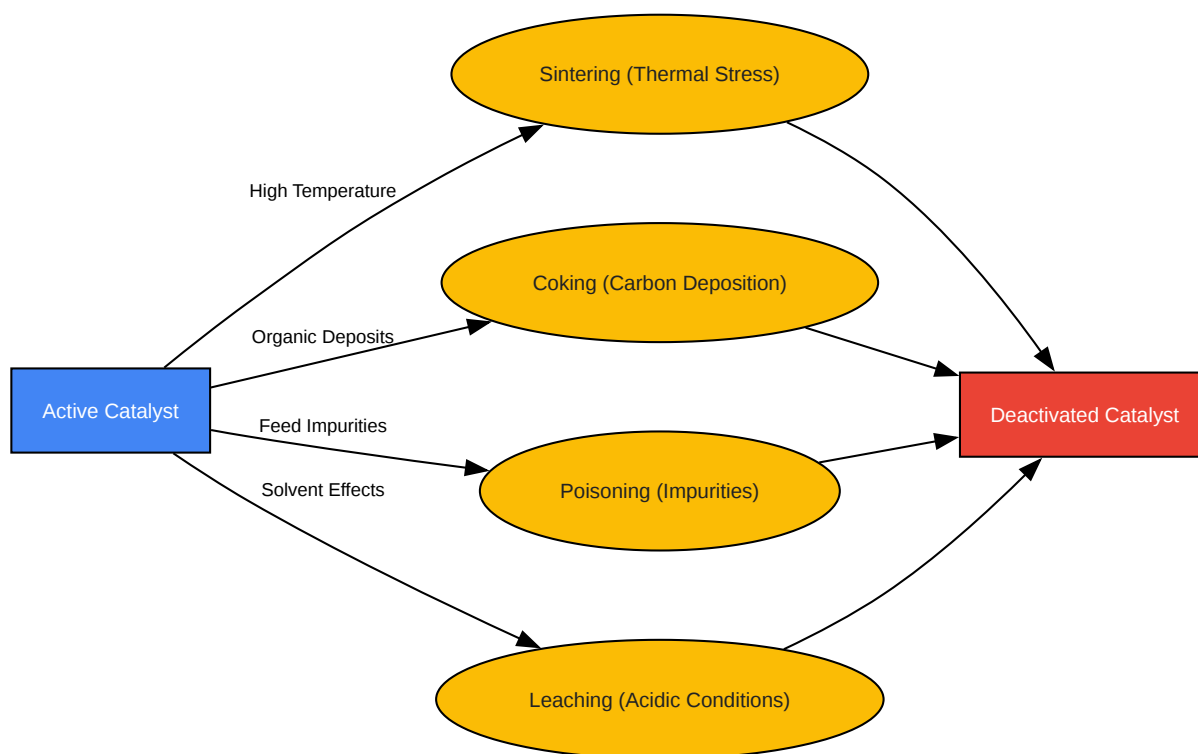 Sintering (Thermal Stress)
High Temperature
Coking (Carbon Deposition)
Organic Deposits
Active Catalyst
Deactivated Catalyst
Feed Impurities
Solvent Effects
Poisoning (Impurities)
Leaching (Acidic Conditions)